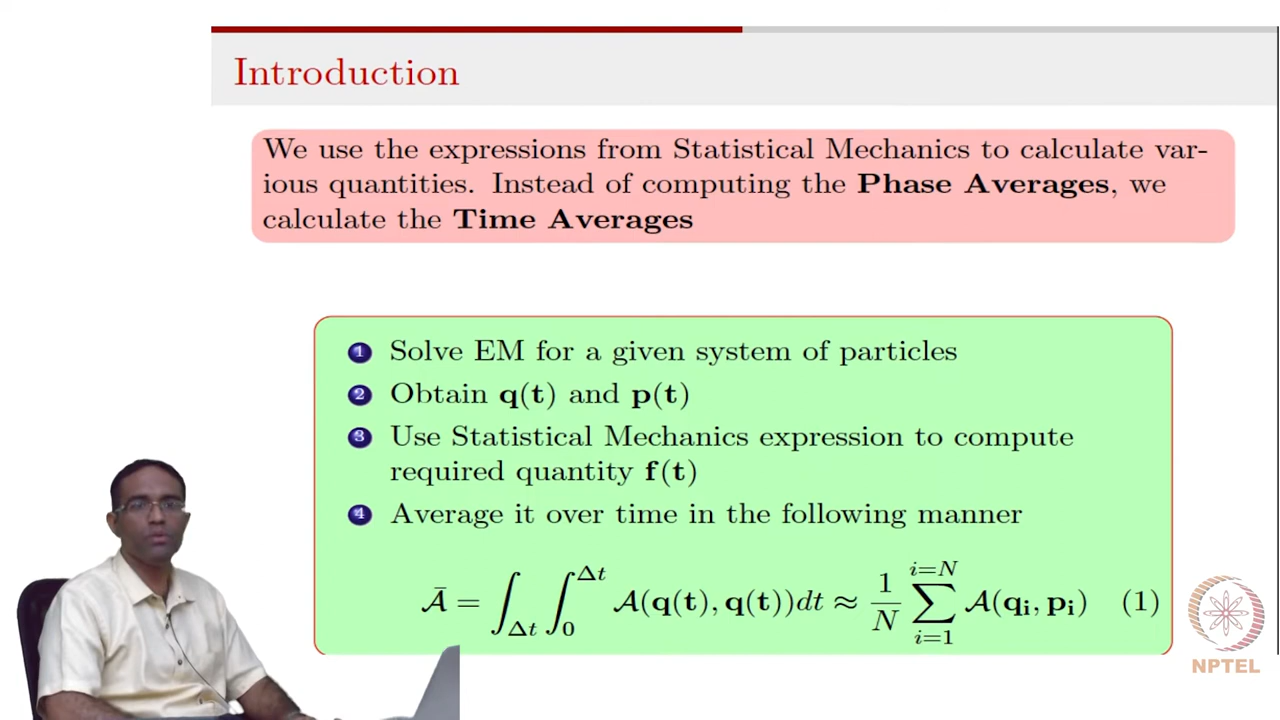 Introduction
We use the expressions from Statistical Mechanics to calculate var-
ious quantities. Instead of computing the Phase Averages, we
calculate the Time Averages
1 Solve EM for a given system of particles
2 Obtain q(t) and p(t)
3 Use Statistical Mechanics expression to compute
required quantity f(t)
4 Average it over time in the following manner
𝒜̄ = ∫_Δt ∫_0^Δt 𝒜(q(t), q(t))dt ≈ 1/N ∑_{i=1}^{i=N} 𝒜(q_i, p_i) (1)
NPTEL